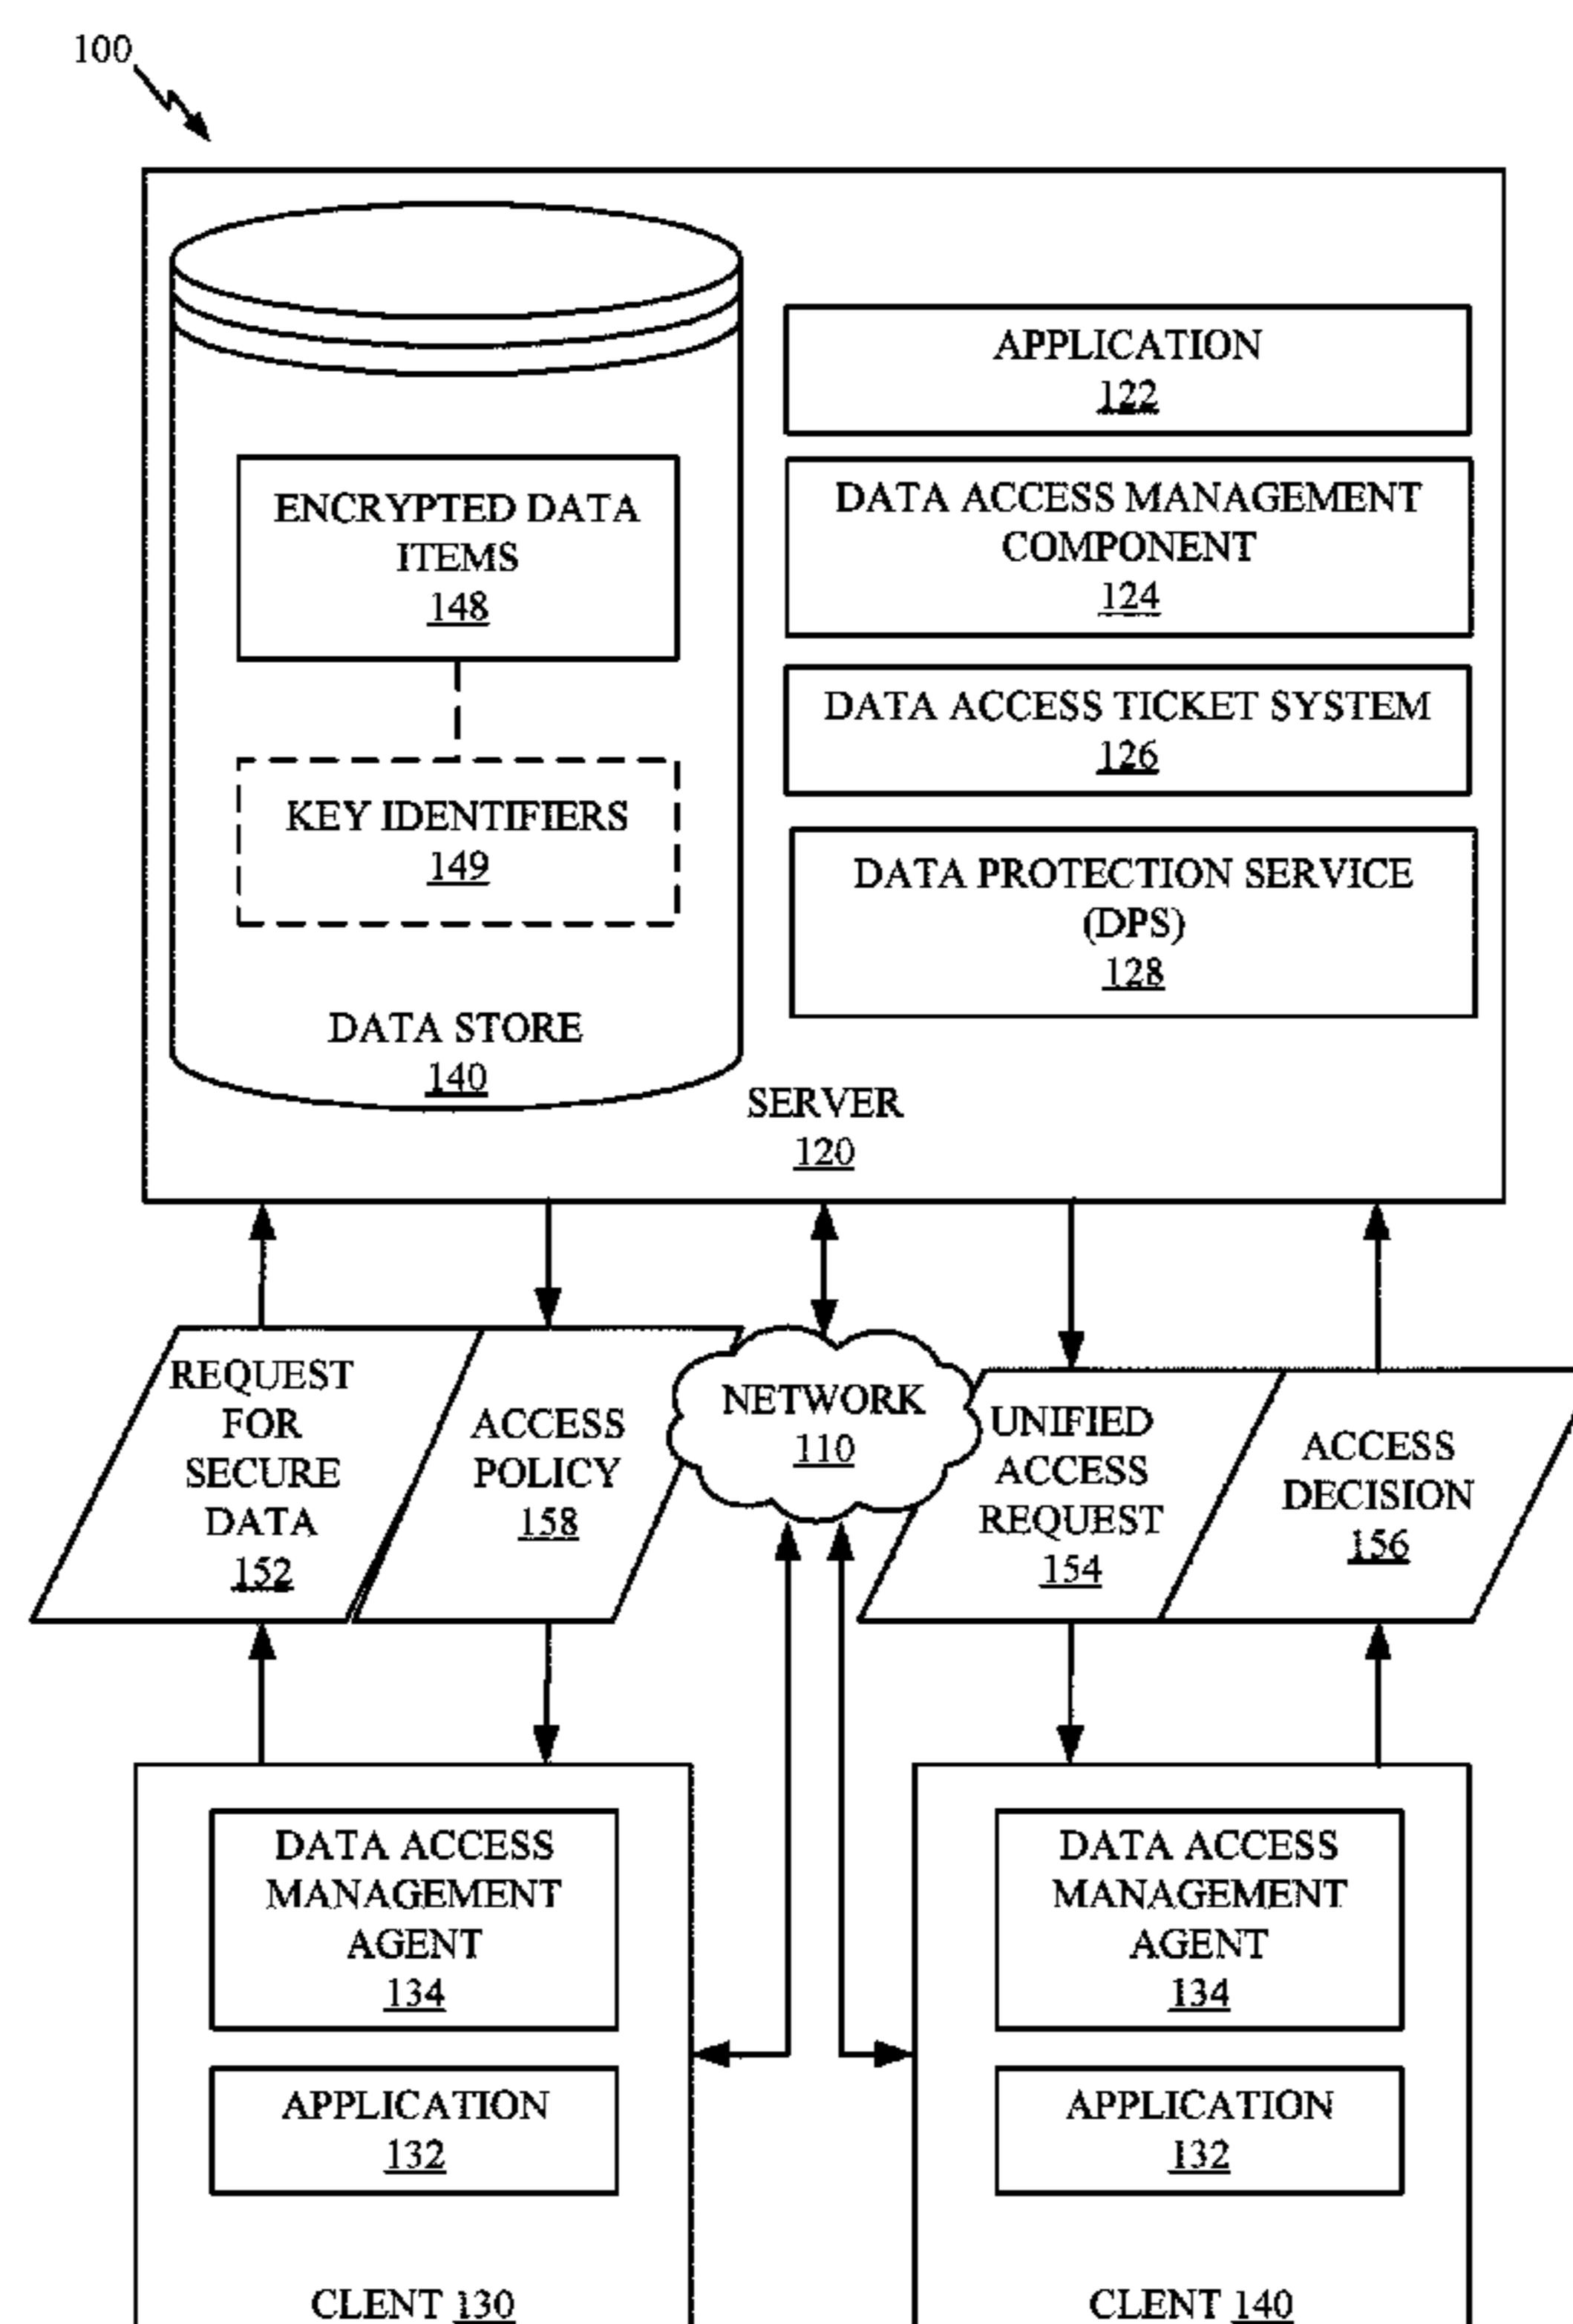 100
APPLICATION
122
ENCRYPTED DATA
ITEMS
148
DATA ACCESS MANAGEMENT
COMPONENT
124
DATA ACCESS TICKET SYSTEM
126
KEY IDENTIFIERS
149
DATA PROTECTION SERVICE
(DPS)
128
DATA STORE
140
SERVER
120
REQUEST
FOR
SECURE
DATA
152
ACCESS
POLICY
158
NETWORK
110
UNIFIED
ACCESS
REQUEST
154
ACCESS
DECISION
156
DATA ACCESS
MANAGEMENT
AGENT
134
APPLICATION
132
CLENT 130
DATA ACCESS
MANAGEMENT
AGENT
134
APPLICATION
132
CLENT 140